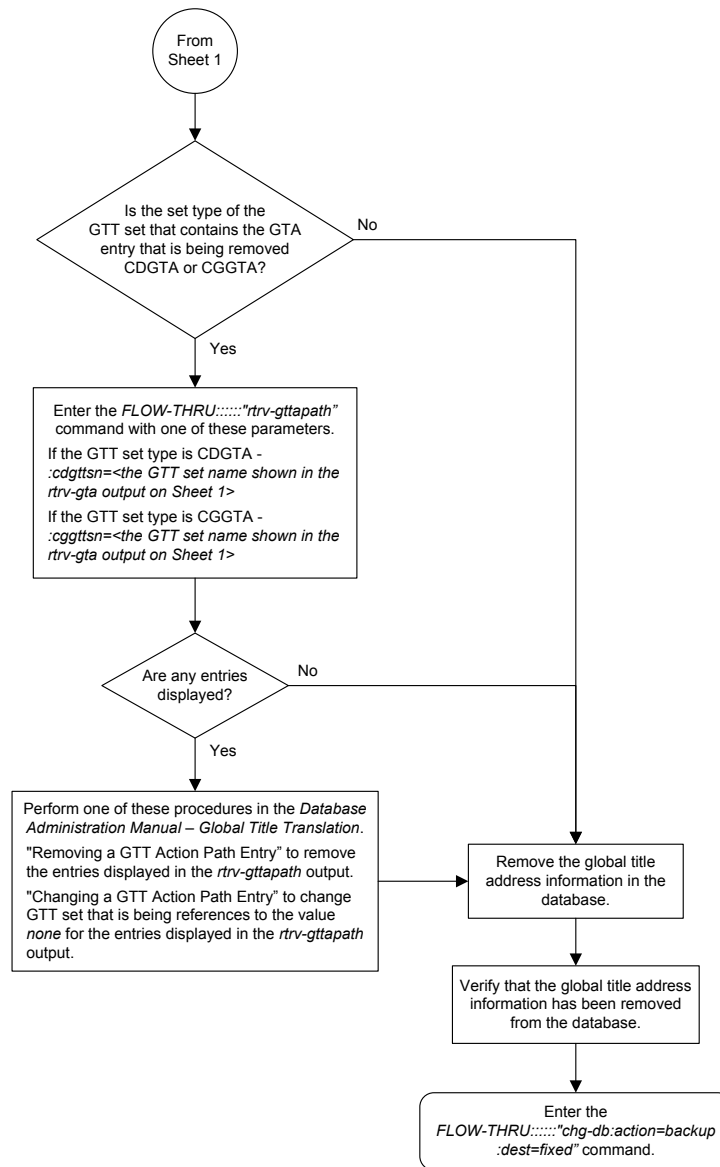 From
Sheet 1
Is the set type of the
GTT set that contains the GTA
entry that is being removed
CDGTA or CGGTA?
No
Yes
Enter the FLOW-THRU::::::"rtrv-gttapath"
command with one of these parameters.
If the GTT set type is CDGTA -
:cdgttsn=<the GTT set name shown in the
rtrv-gta output on Sheet 1>
If the GTT set type is CGGTA -
:cggttsn=<the GTT set name shown in the
rtrv-gta output on Sheet 1>
Are any entries
displayed?
No
Yes
Perform one of these procedures in the Database
Administration Manual – Global Title Translation.
"Removing a GTT Action Path Entry” to remove
the entries displayed in the rtrv-gttapath output.
"Changing a GTT Action Path Entry” to change
GTT set that is being references to the value
none for the entries displayed in the rtrv-gttapath
output.
Remove the global title
address information in the
database.
Verify that the global title address
information has been removed
from the database.
Enter the
FLOW-THRU::::::"chg-db:action=backup
:dest=fixed” command.